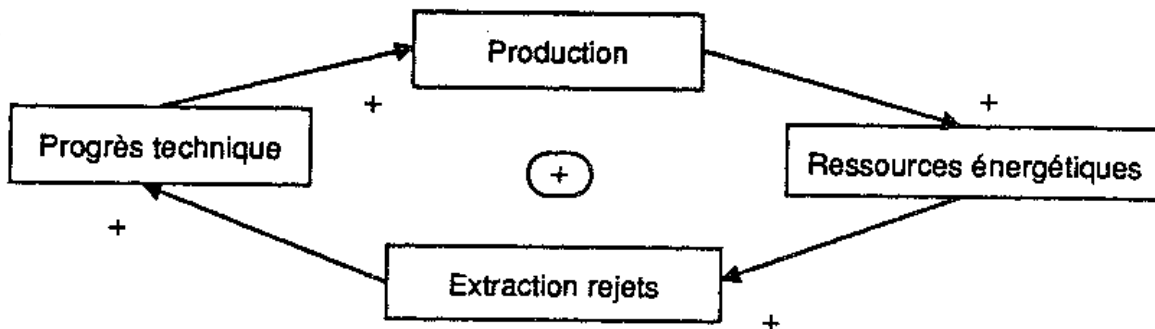 Production
+
+
Progrès technique
+
Ressources énergétiques
+
Extraction rejets
+